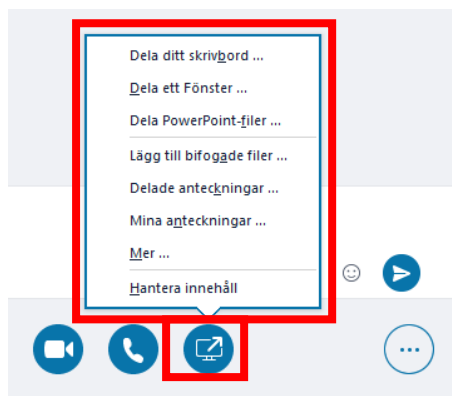 Dela ditt skrivbord ...
Dela ett Fönster ...
Dela PowerPoint-filer ...
Lägg till bifogade filer ...
Delade anteckningar ...
Mina anteckningar ...
Mer ...
Hantera innehåll